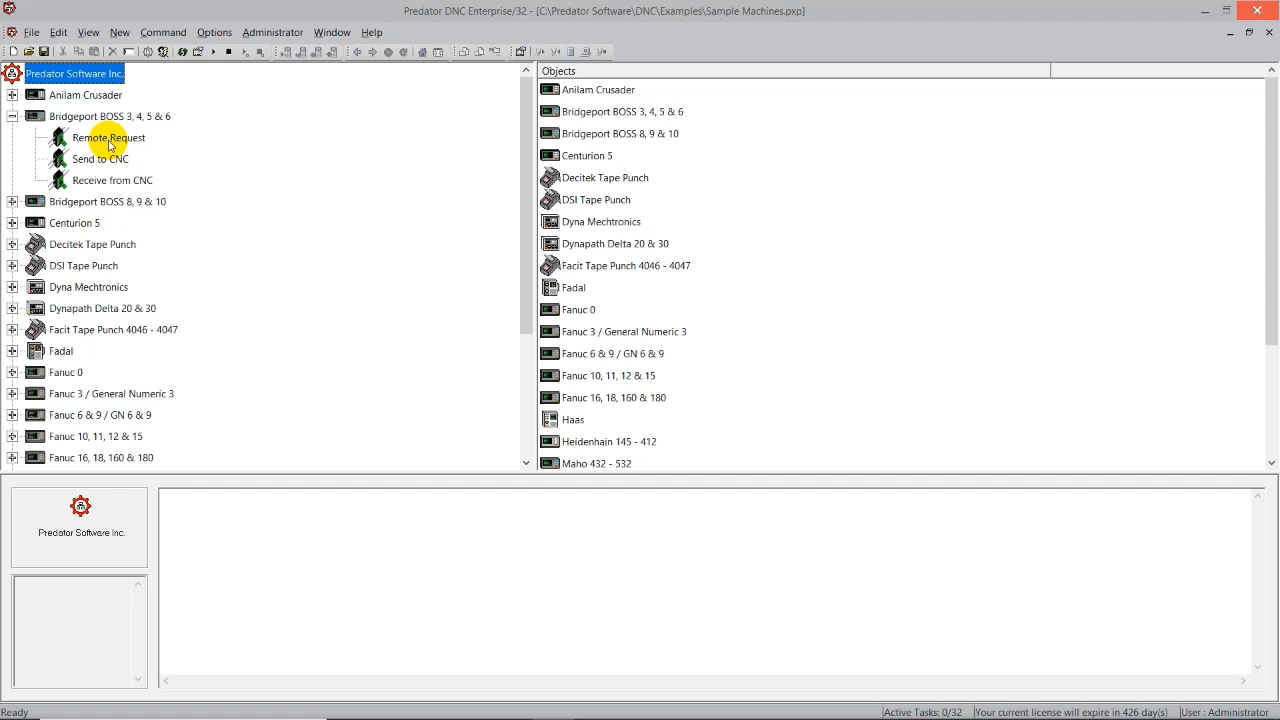 Predator DNC Enterprise/32 - [C:\Predator Software\DNC\Examples\Sample Machines.pxp]
File Edit View New Command Options Administrator Window Help
Predator Software Inc.
Anilam Crusader
Bridgeport BOSS 3, 4, 5 & 6
Remote Request
Send to CNC
Receive from CNC
Bridgeport BOSS 8, 9 & 10
Centurion 5
Decitek Tape Punch
DSI Tape Punch
Dyna Mechtronics
Dynapath Delta 20 & 30
Facit Tape Punch 4046 - 4047
Fadal
Fanuc 0
Fanuc 3 / General Numeric 3
Fanuc 6 & 9 / GN 6 & 9
Fanuc 10, 11, 12 & 15
Fanuc 16, 18, 160 & 180
Objects
Anilam Crusader
Bridgeport BOSS 3, 4, 5 & 6
Bridgeport BOSS 8, 9 & 10
Centurion 5
Decitek Tape Punch
DSI Tape Punch
Dyna Mechtronics
Dynapath Delta 20 & 30
Facit Tape Punch 4046 - 4047
Fadal
Fanuc 0
Fanuc 3 / General Numeric 3
Fanuc 6 & 9 / GN 6 & 9
Fanuc 10, 11, 12 & 15
Fanuc 16, 18, 160 & 180
Haas
Heidenhain 145 - 412
Maho 432 - 532
Predator Software Inc.
Ready
Active Tasks: 0/32
Your current license will expire in 426 day(s)
User : Administrator